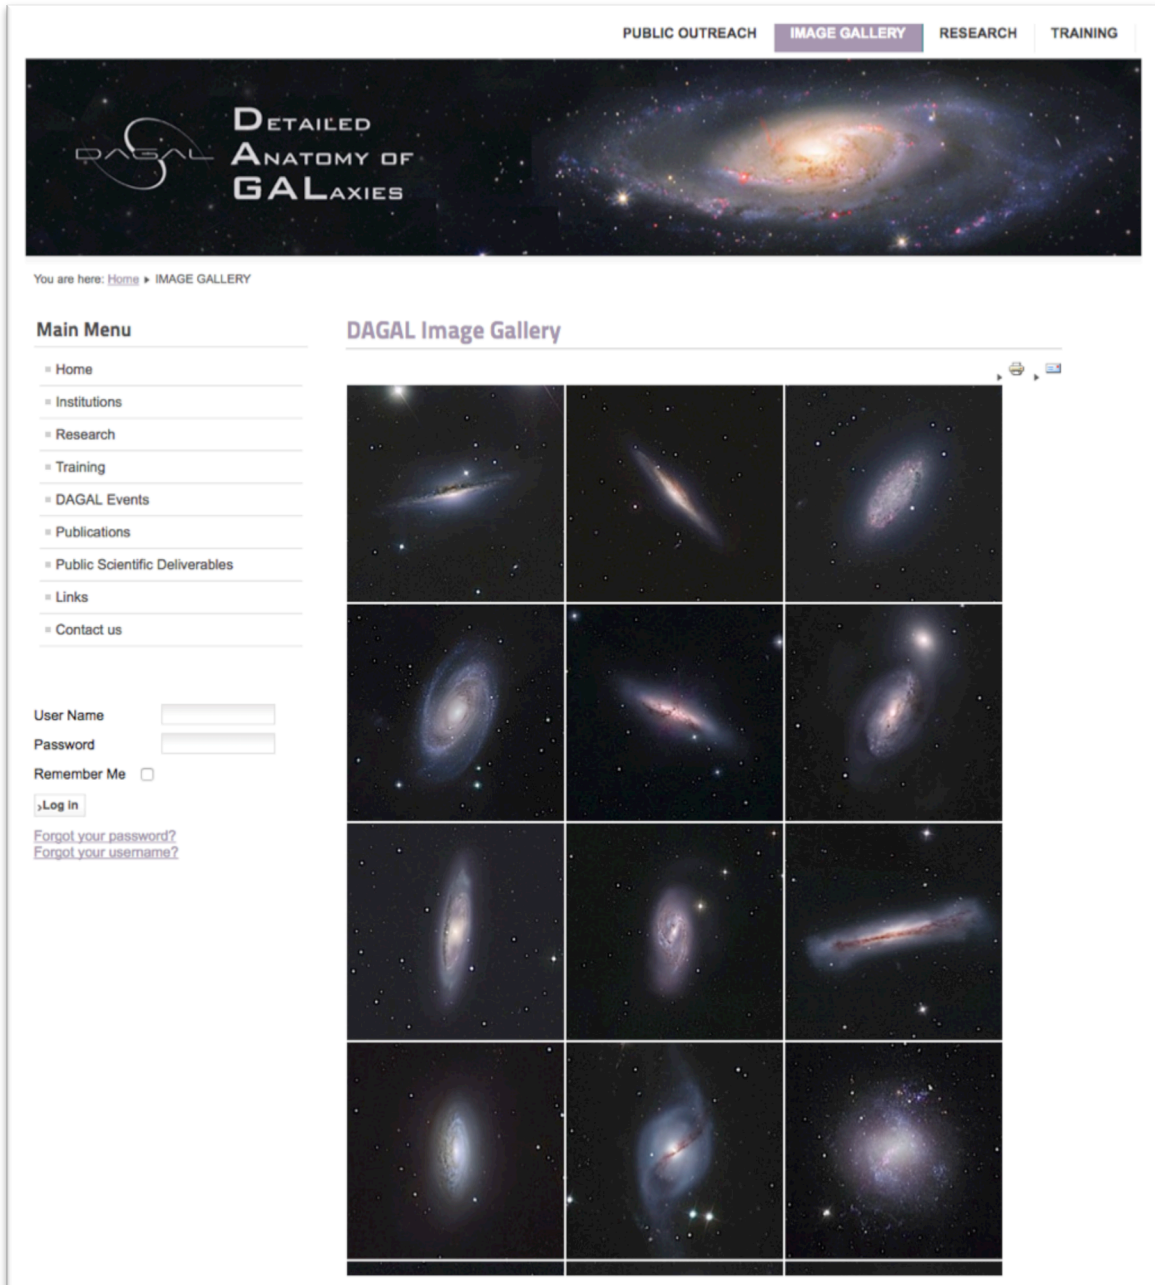 PUBLIC OUTREACH IMAGE GALLERY RESEARCH TRAINING
DAGAL
DETAILED
ANATOMY OF
GALAXIES
You are here: Home ▸ IMAGE GALLERY
Main Menu
Home
Institutions
Research
Training
DAGAL Events
Publications
Public Scientific Deliverables
Links
Contact us
User Name
Password
Remember Me
Log in
Forgot your password?
Forgot your username?
DAGAL Image Gallery